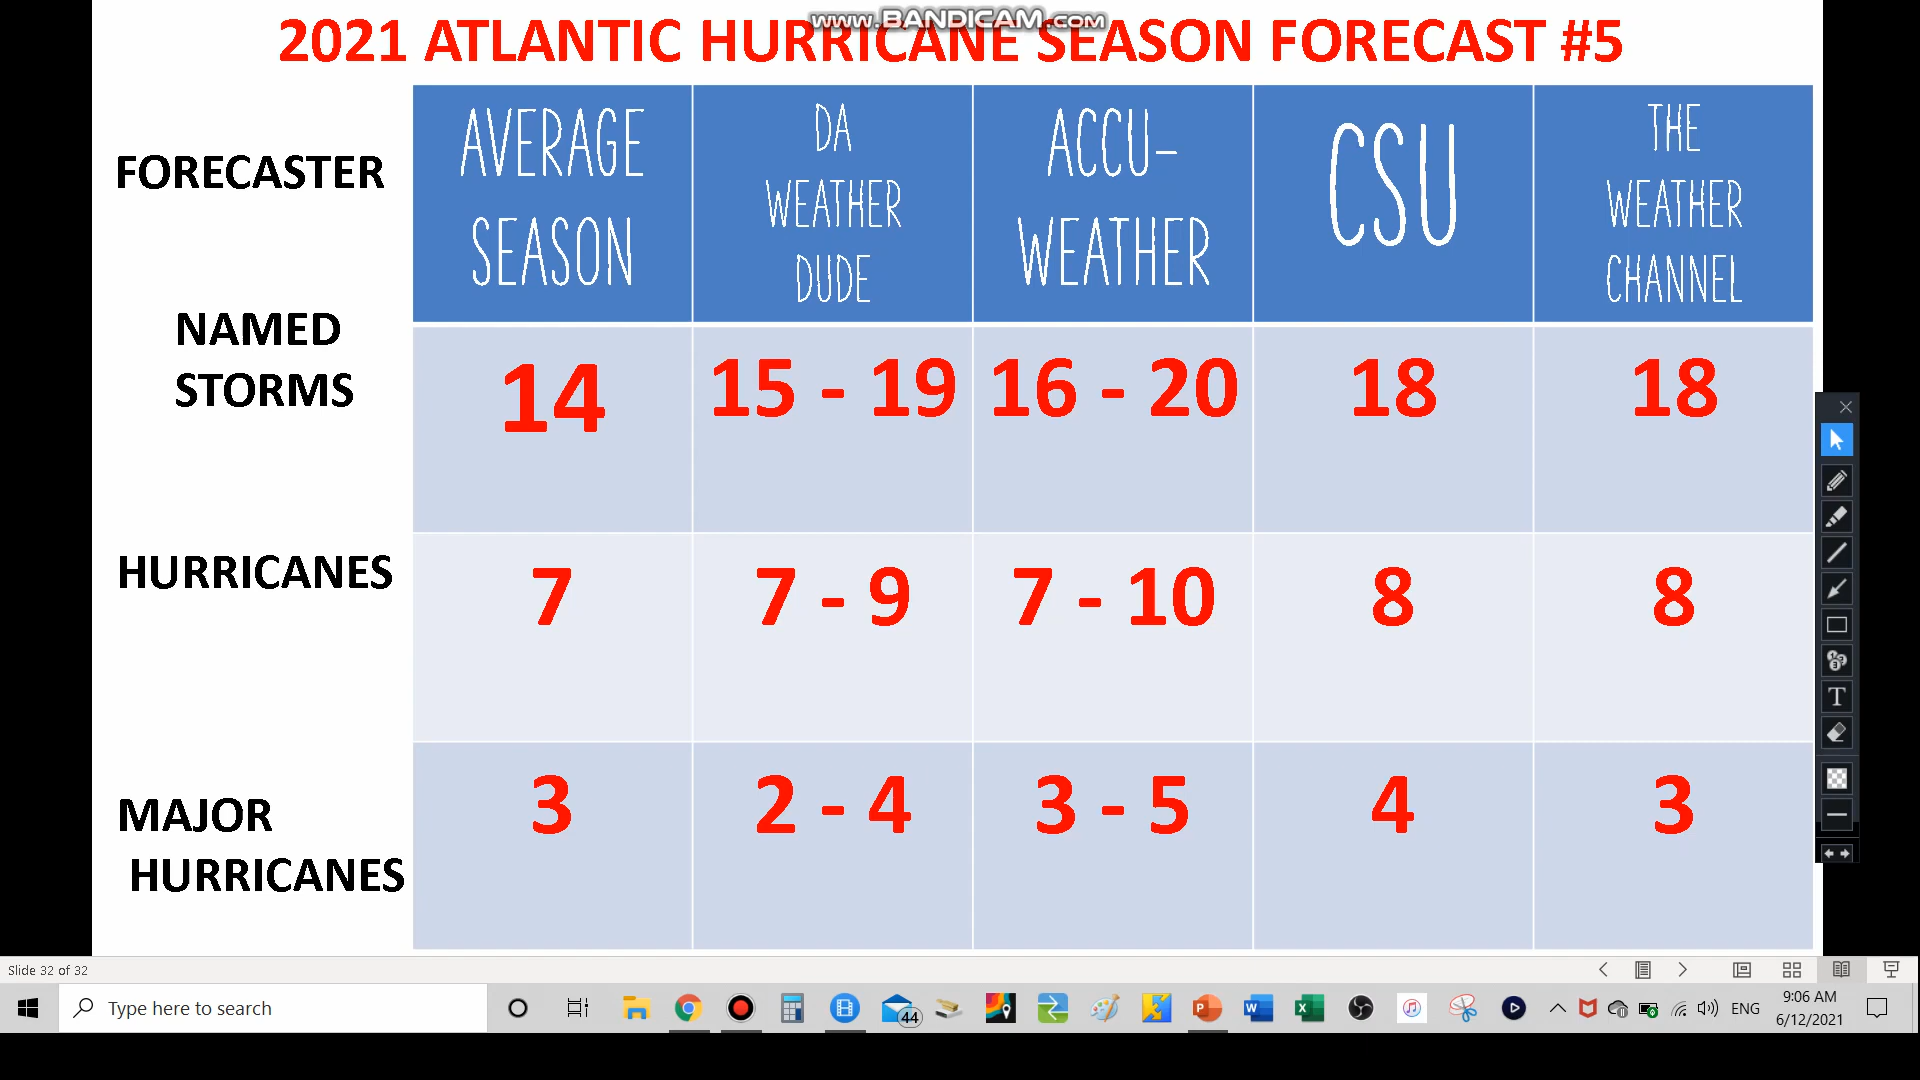 www.BANDICAM.com
2021 ATLANTIC HURRICANE SEASON FORECAST #5
FORECASTER
AVERAGE
SEASON
DA
WEATHER
DUDE
ACCU-
WEATHER
CSU
THE
WEATHER
CHANNEL
NAMED
STORMS
14
15 - 19
16 - 20
18
18
HURRICANES
7
7 - 9
7 - 10
8
8
MAJOR
HURRICANES
3
2 - 4
3 - 5
4
3
T
Slide 32 of 32
Type here to search
44
ENG
9:06 AM
6/12/2021